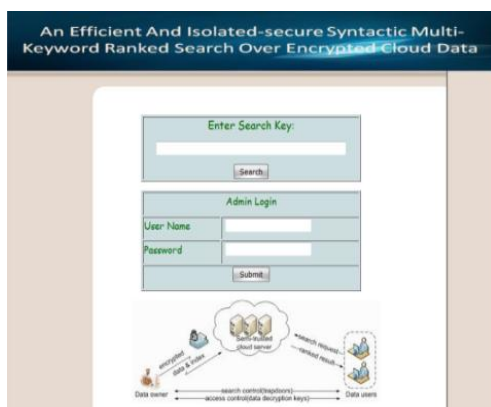 An Efficient And Isolated-secure Syntactic Multi-
Keyword Ranked Search Over Encrypted Cloud Data
Enter Search Key:
Search
Admin Login
User Name
Password
Submit
Semi-trusted
cloud server
encrypted
data & index
search request
ranked result
Data owner
search control(trapdoors)
access control(data decryption keys)
Data users